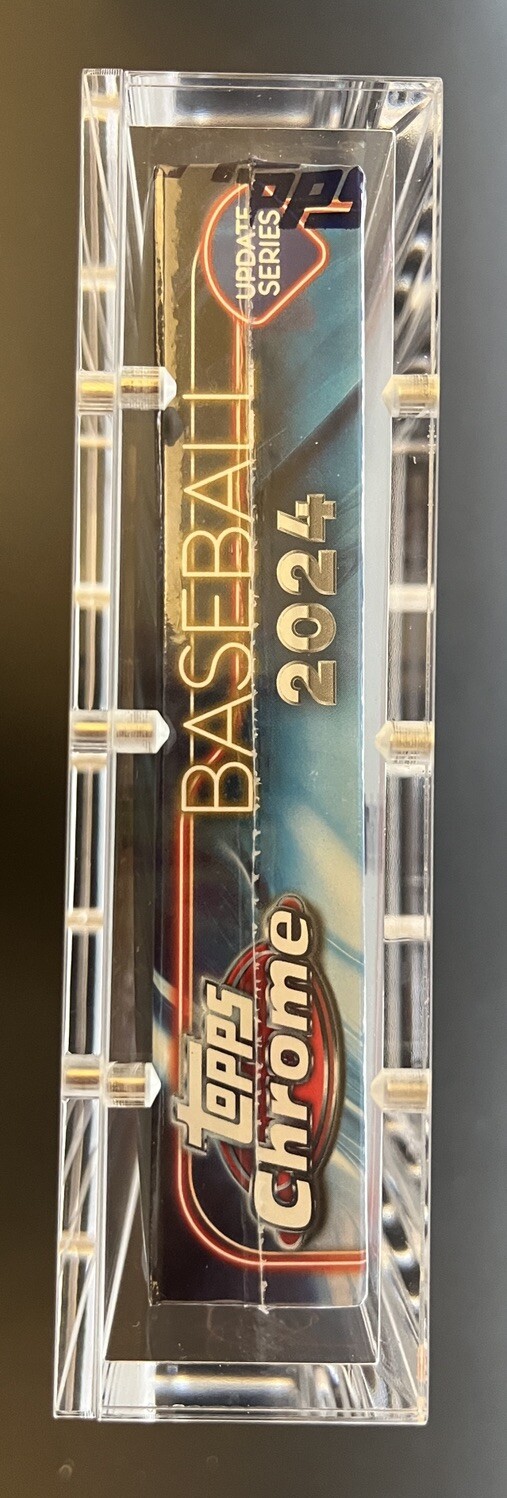 topps
Chrome
BASEBALL
2024
UPDATE
SERIES